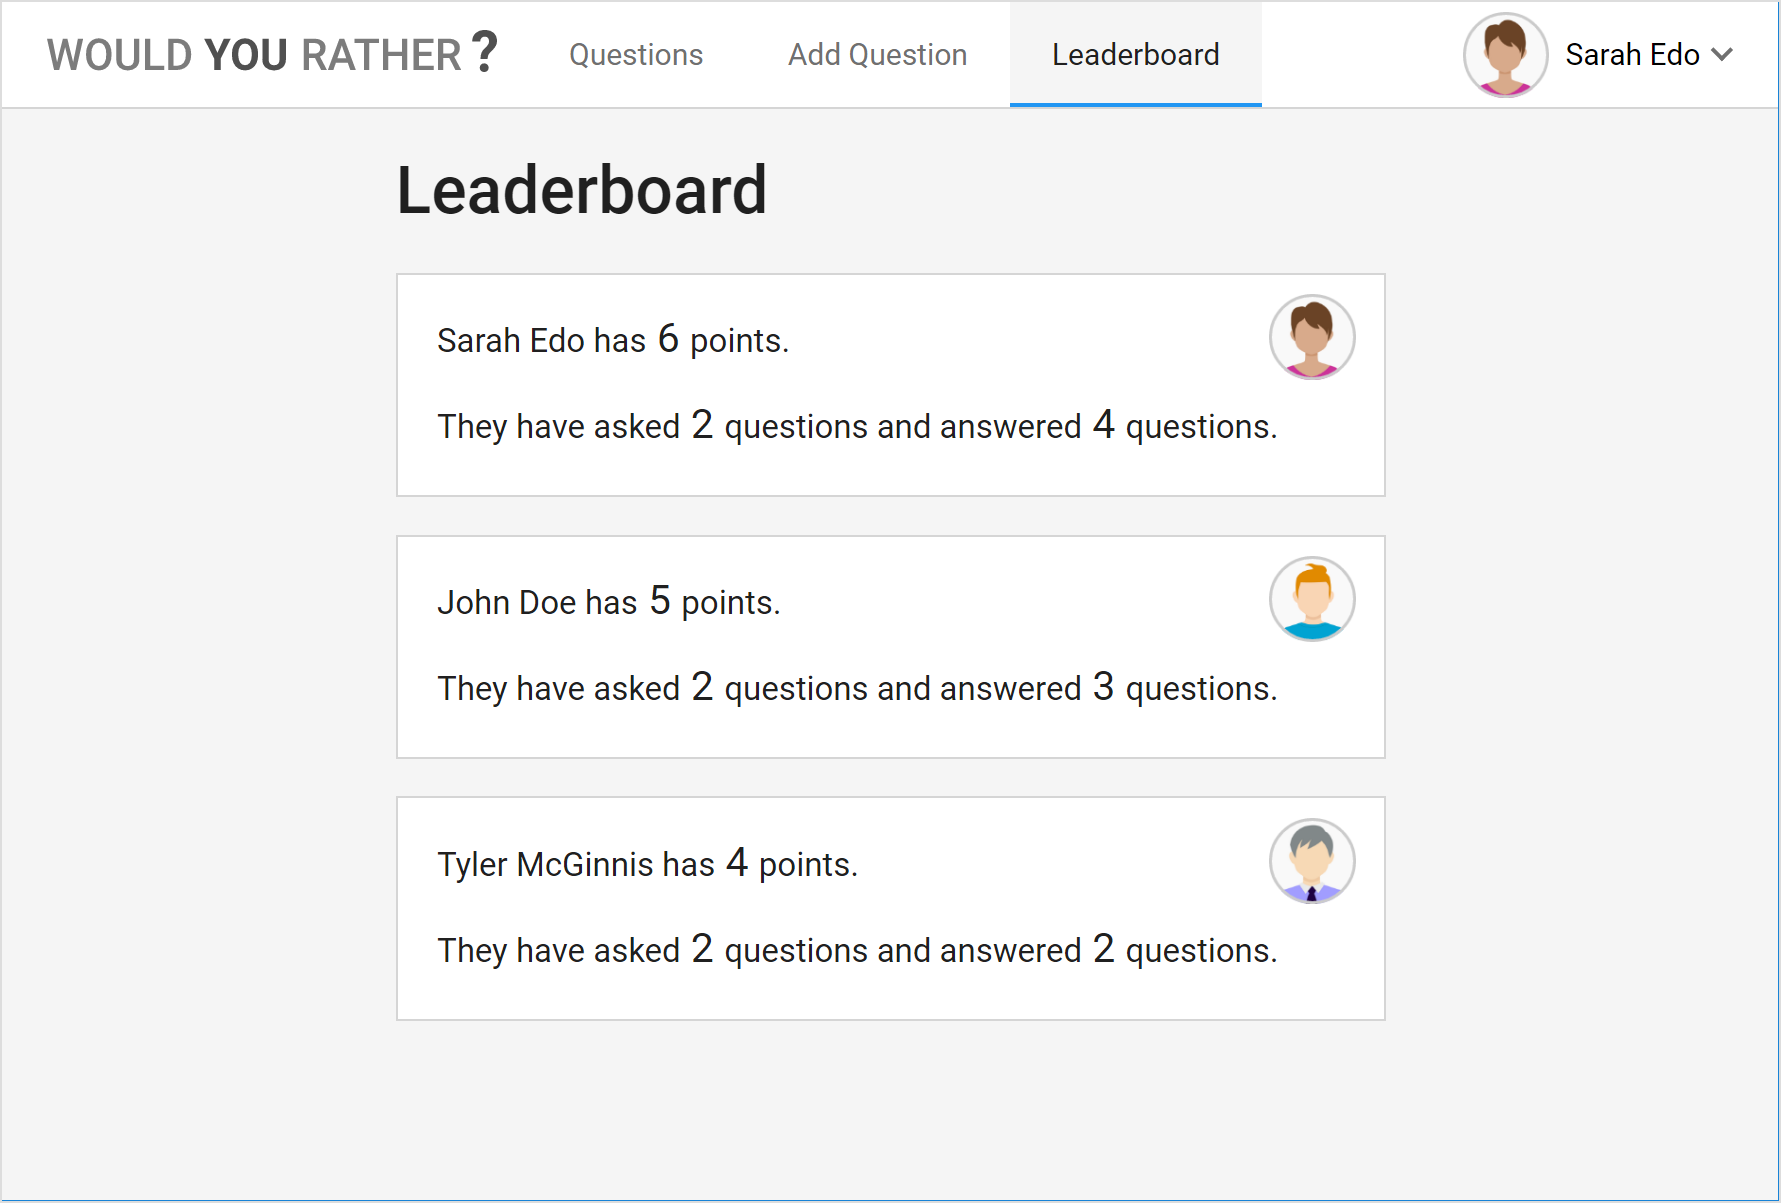 WOULD YOU RATHER ?
Questions
Add Question
Leaderboard
Sarah Edo
Leaderboard
Sarah Edo has 6 points.
They have asked 2 questions and answered 4 questions.
John Doe has 5 points.
They have asked 2 questions and answered 3 questions.
Tyler McGinnis has 4 points.
They have asked 2 questions and answered 2 questions.